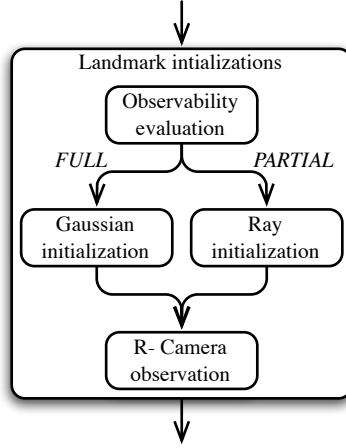 Landmark intializations
Observability
evaluation
FULL
PARTIAL
Gaussian
initialization
Ray
initialization
R- Camera
observation